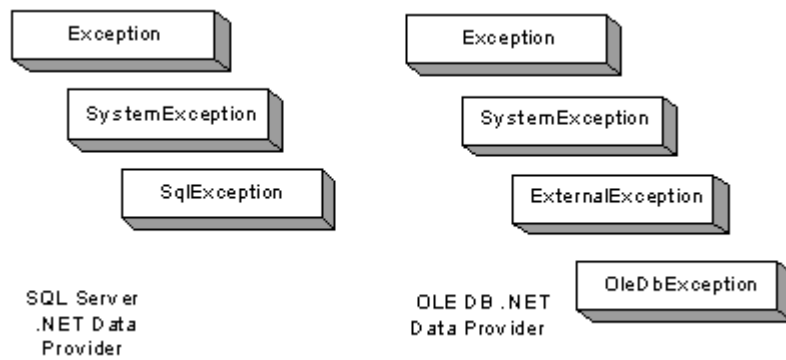 Exception
SystemException
SqlException
SQL Server
.NET Data
Provider
Exception
SystemException
ExternalException
OleDbException
OLE DB .NET
Data Provider